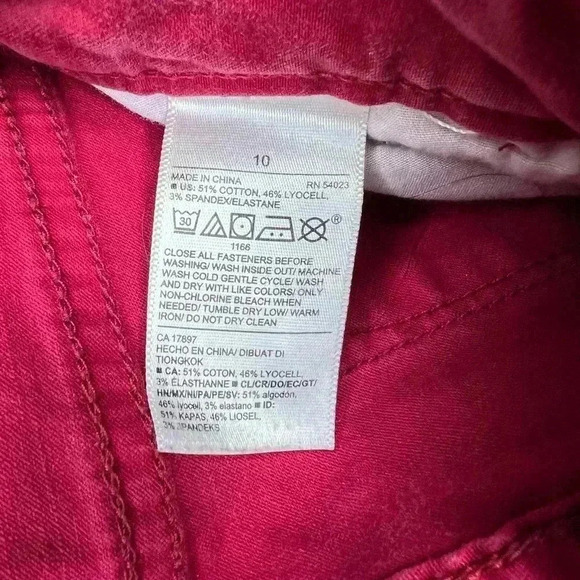 10
MADE IN CHINA RN 54023
US: 51% COTTON, 46% LYOCELL,
3% SPANDEX/ELASTANE
30 ®
1166
CLOSE ALL FASTENERS BEFORE
WASHING/ WASH INSIDE OUT/ MACHINE
WASH COLD GENTLE CYCLE/ WASH
AND DRY WITH LIKE COLORS/ ONLY
NON-CHLORINE BLEACH WHEN
NEEDED/ TUMBLE DRY LOW/ WARM
IRON/ DO NOT DRY CLEAN
CA 17897
HECHO EN CHINA/ DIBUAT DI
TIONGKOK
CA: 51% COTTON, 46% LYOCELL,
3% ÉLASTHANNE CL/CR/DO/EC/GT/
HN/MX/NI/PA/PE/SV: 51% algodón,
46% lyocell, 3% elastano ID:
51% KAPAS, 46% LIOSEL,
3% SPANDEKS